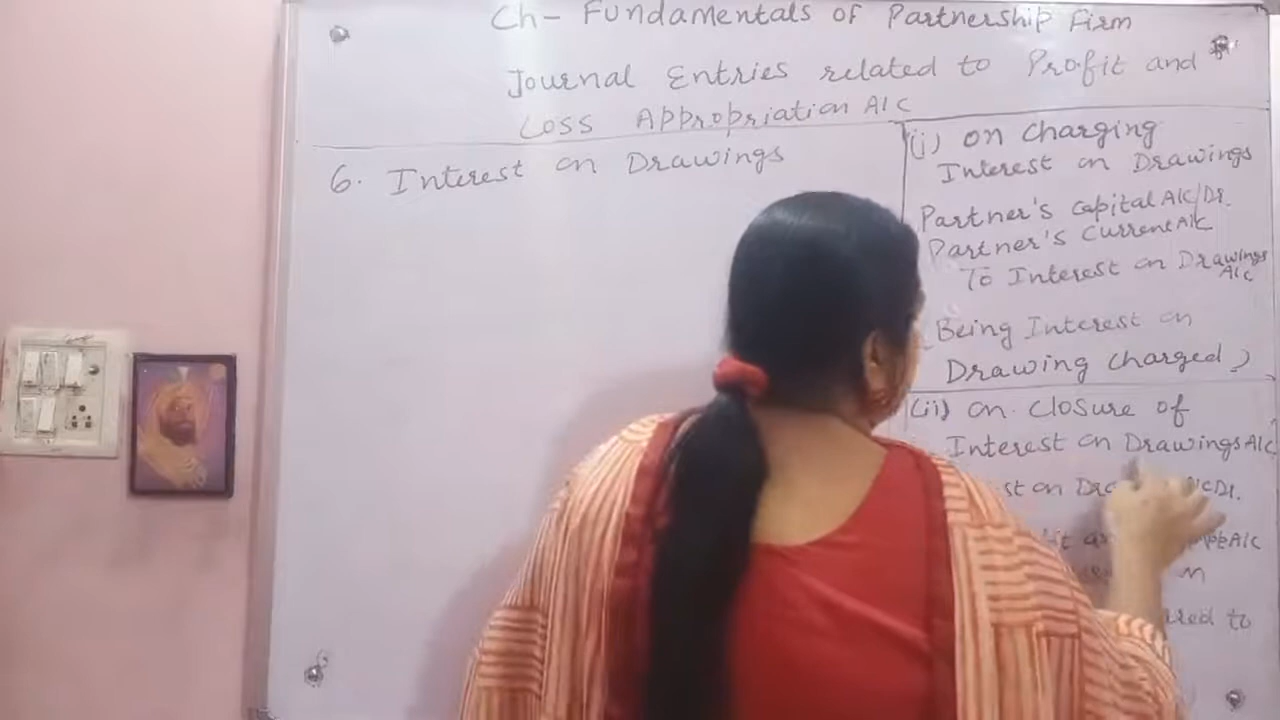 Ch- Fundamentals of Partnership Firm
Journal Entries related to Profit and
Loss Appropriation A/C
6. Interest on Drawings
(i) On Charging
Interest on Drawings
Partner's Capital A/C/Dr.
Partner's Current A/C
To Interest on Drawings
A/C
(Being Interest on
Drawing Charged)
(ii) On Closure of
Interest on Drawings A/C
st on
A/C
to